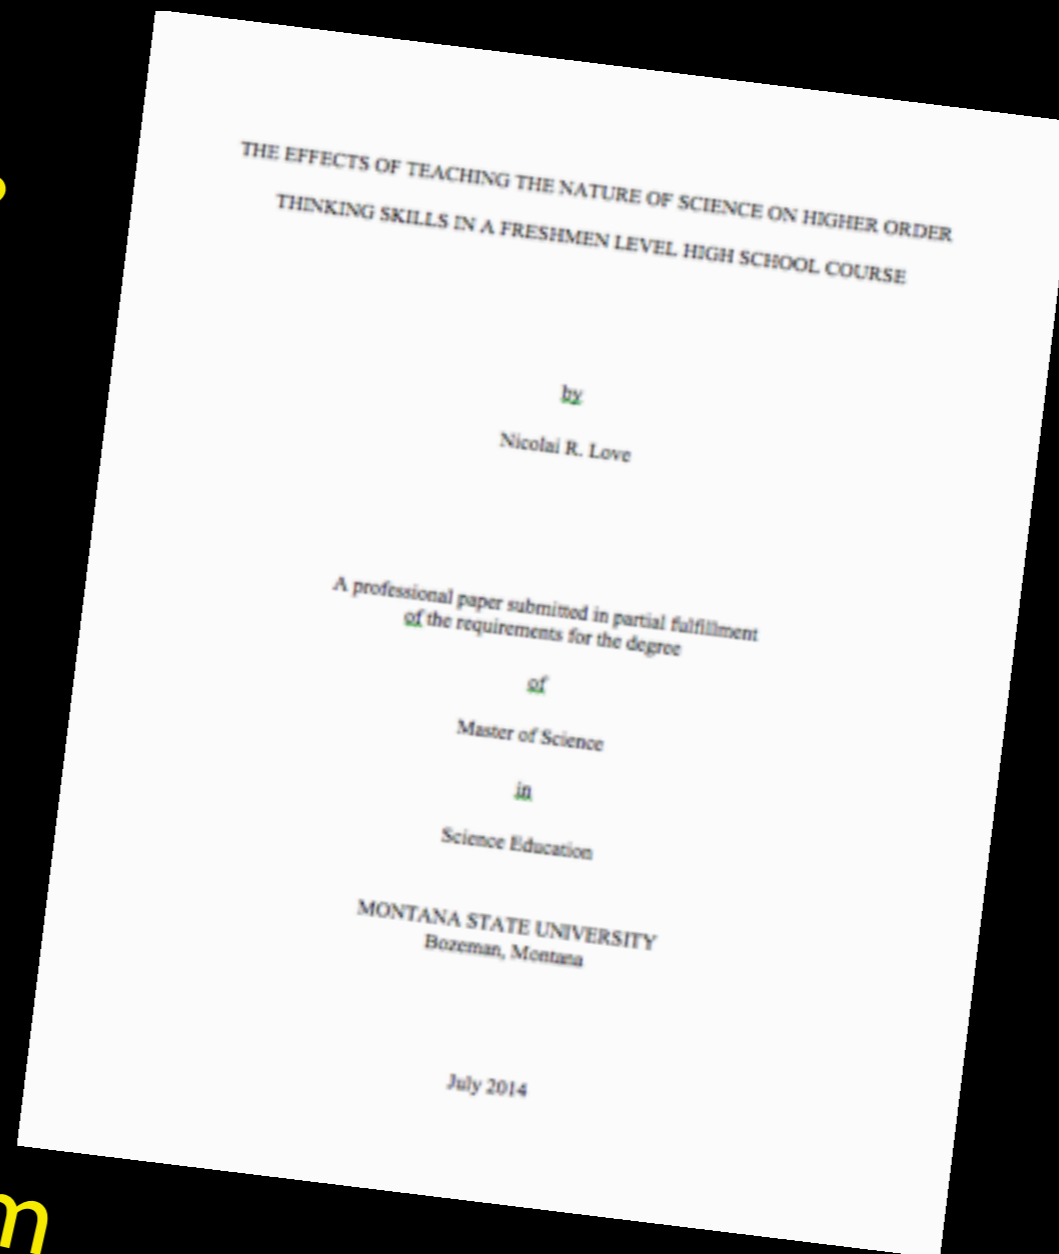 THE EFFECTS OF TEACHING THE NATURE OF SCIENCE ON HIGHER ORDER
THINKING SKILLS IN A FRESHMEN LEVEL HIGH SCHOOL COURSE
by
Nicolai R. Love
A professional paper submitted in partial fulfillment
of the requirements for the degree
of
Master of Science
in
Science Education
MONTANA STATE UNIVERSITY
Bozeman, Montana
July 2014
m